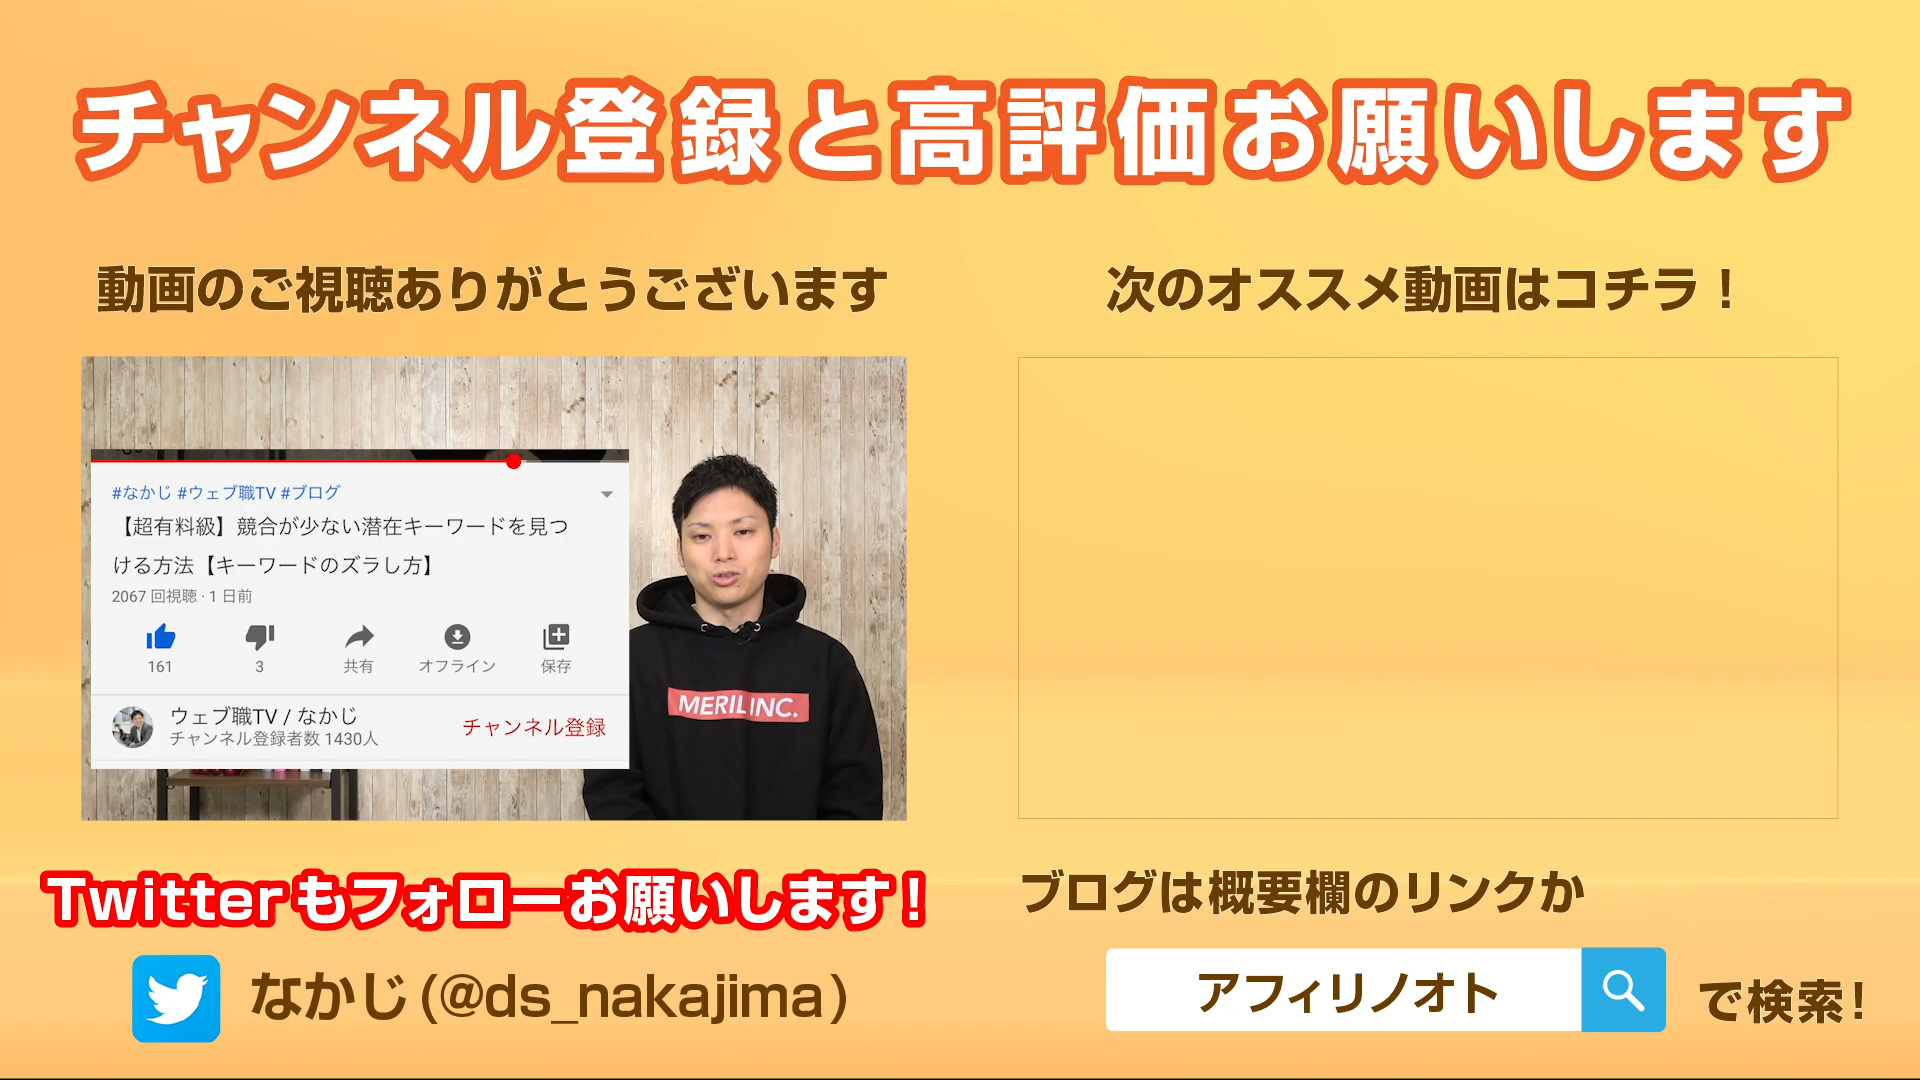 チャンネル登録と高評価お願いします
動画のご視聴ありがとうございます
次のオススメ動画はコチラ！
#なかじ #ウェブ職TV #ブログ
【超有料級】競合が少ない潜在キーワードを見つ
ける方法【キーワードのズラし方】
2067 回視聴 · 1 日前
161
3
共有
オフライン
保存
ウェブ職TV / なかじ
チャンネル登録者数 1430人
チャンネル登録
MERIL INC.
Twitterもフォローお願いします！
なかじ(@ds_nakajima)
ブログは概要欄のリンクか
アフィリノオト
で検索！